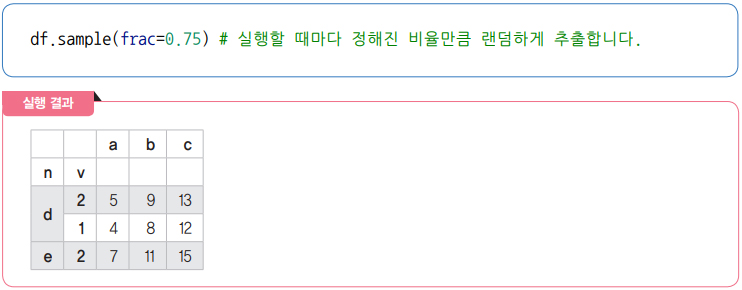 df.sample(frac=0.75) # 실행할 때마다 정해진 비율만큼 랜덤하게 추출합니다.
실행 결과
a b c
n v
d 2 5 9 13
1 4 8 12
e 2 7 11 15